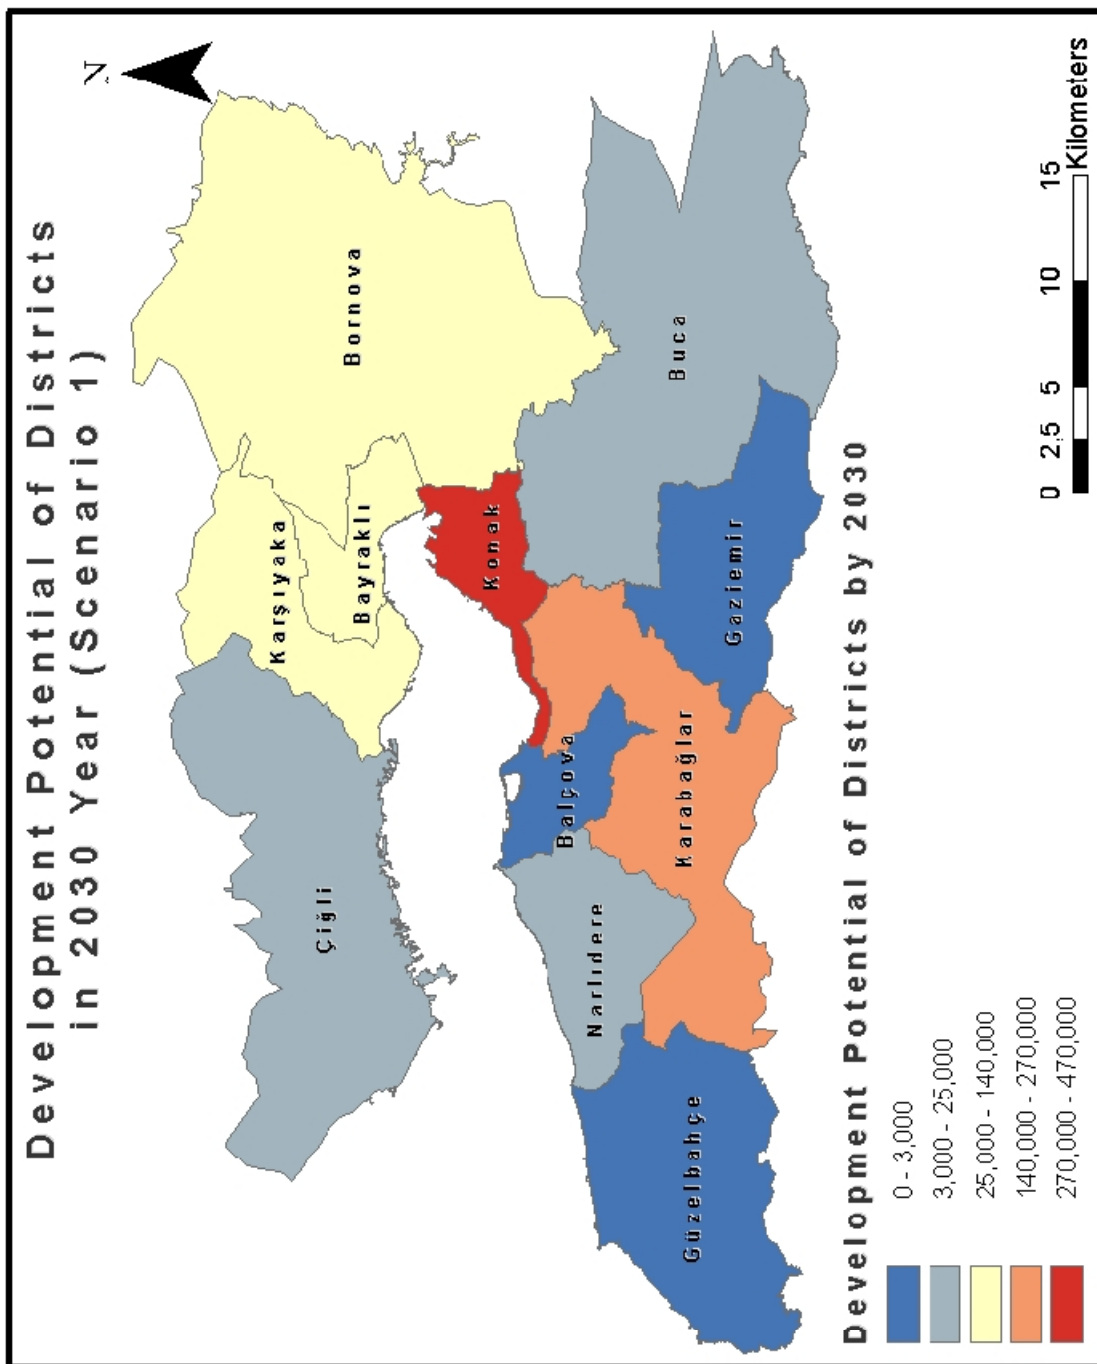 Development Potential of Districts
in 2030 Year (Scenario 1)
N
Bornova
Karşıyaka
Bayraklı
Çiğli
Konak
Buca
Balçova
Narlıdere
Gaziemir
Karabağlar
Güzelbahçe
Development Potential of Districts by 2030
0 - 3,000
3,000 - 25,000
25,000 - 140,000
140,000 - 270,000
270,000 - 470,000
0 2.5 5 10 15
Kilometers